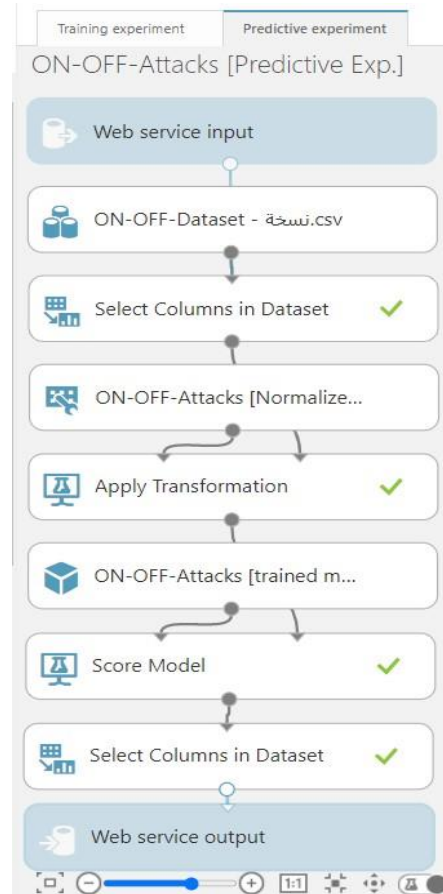 Training experiment
Predictive experiment
ON-OFF-Attacks [Predictive Exp.]
Web service input
ON-OFF-Dataset - نسخة.csv
Select Columns in Dataset
ON-OFF-Attacks [Normalize...
Apply Transformation
ON-OFF-Attacks [trained m...
Score Model
Select Columns in Dataset
Web service output
1:1